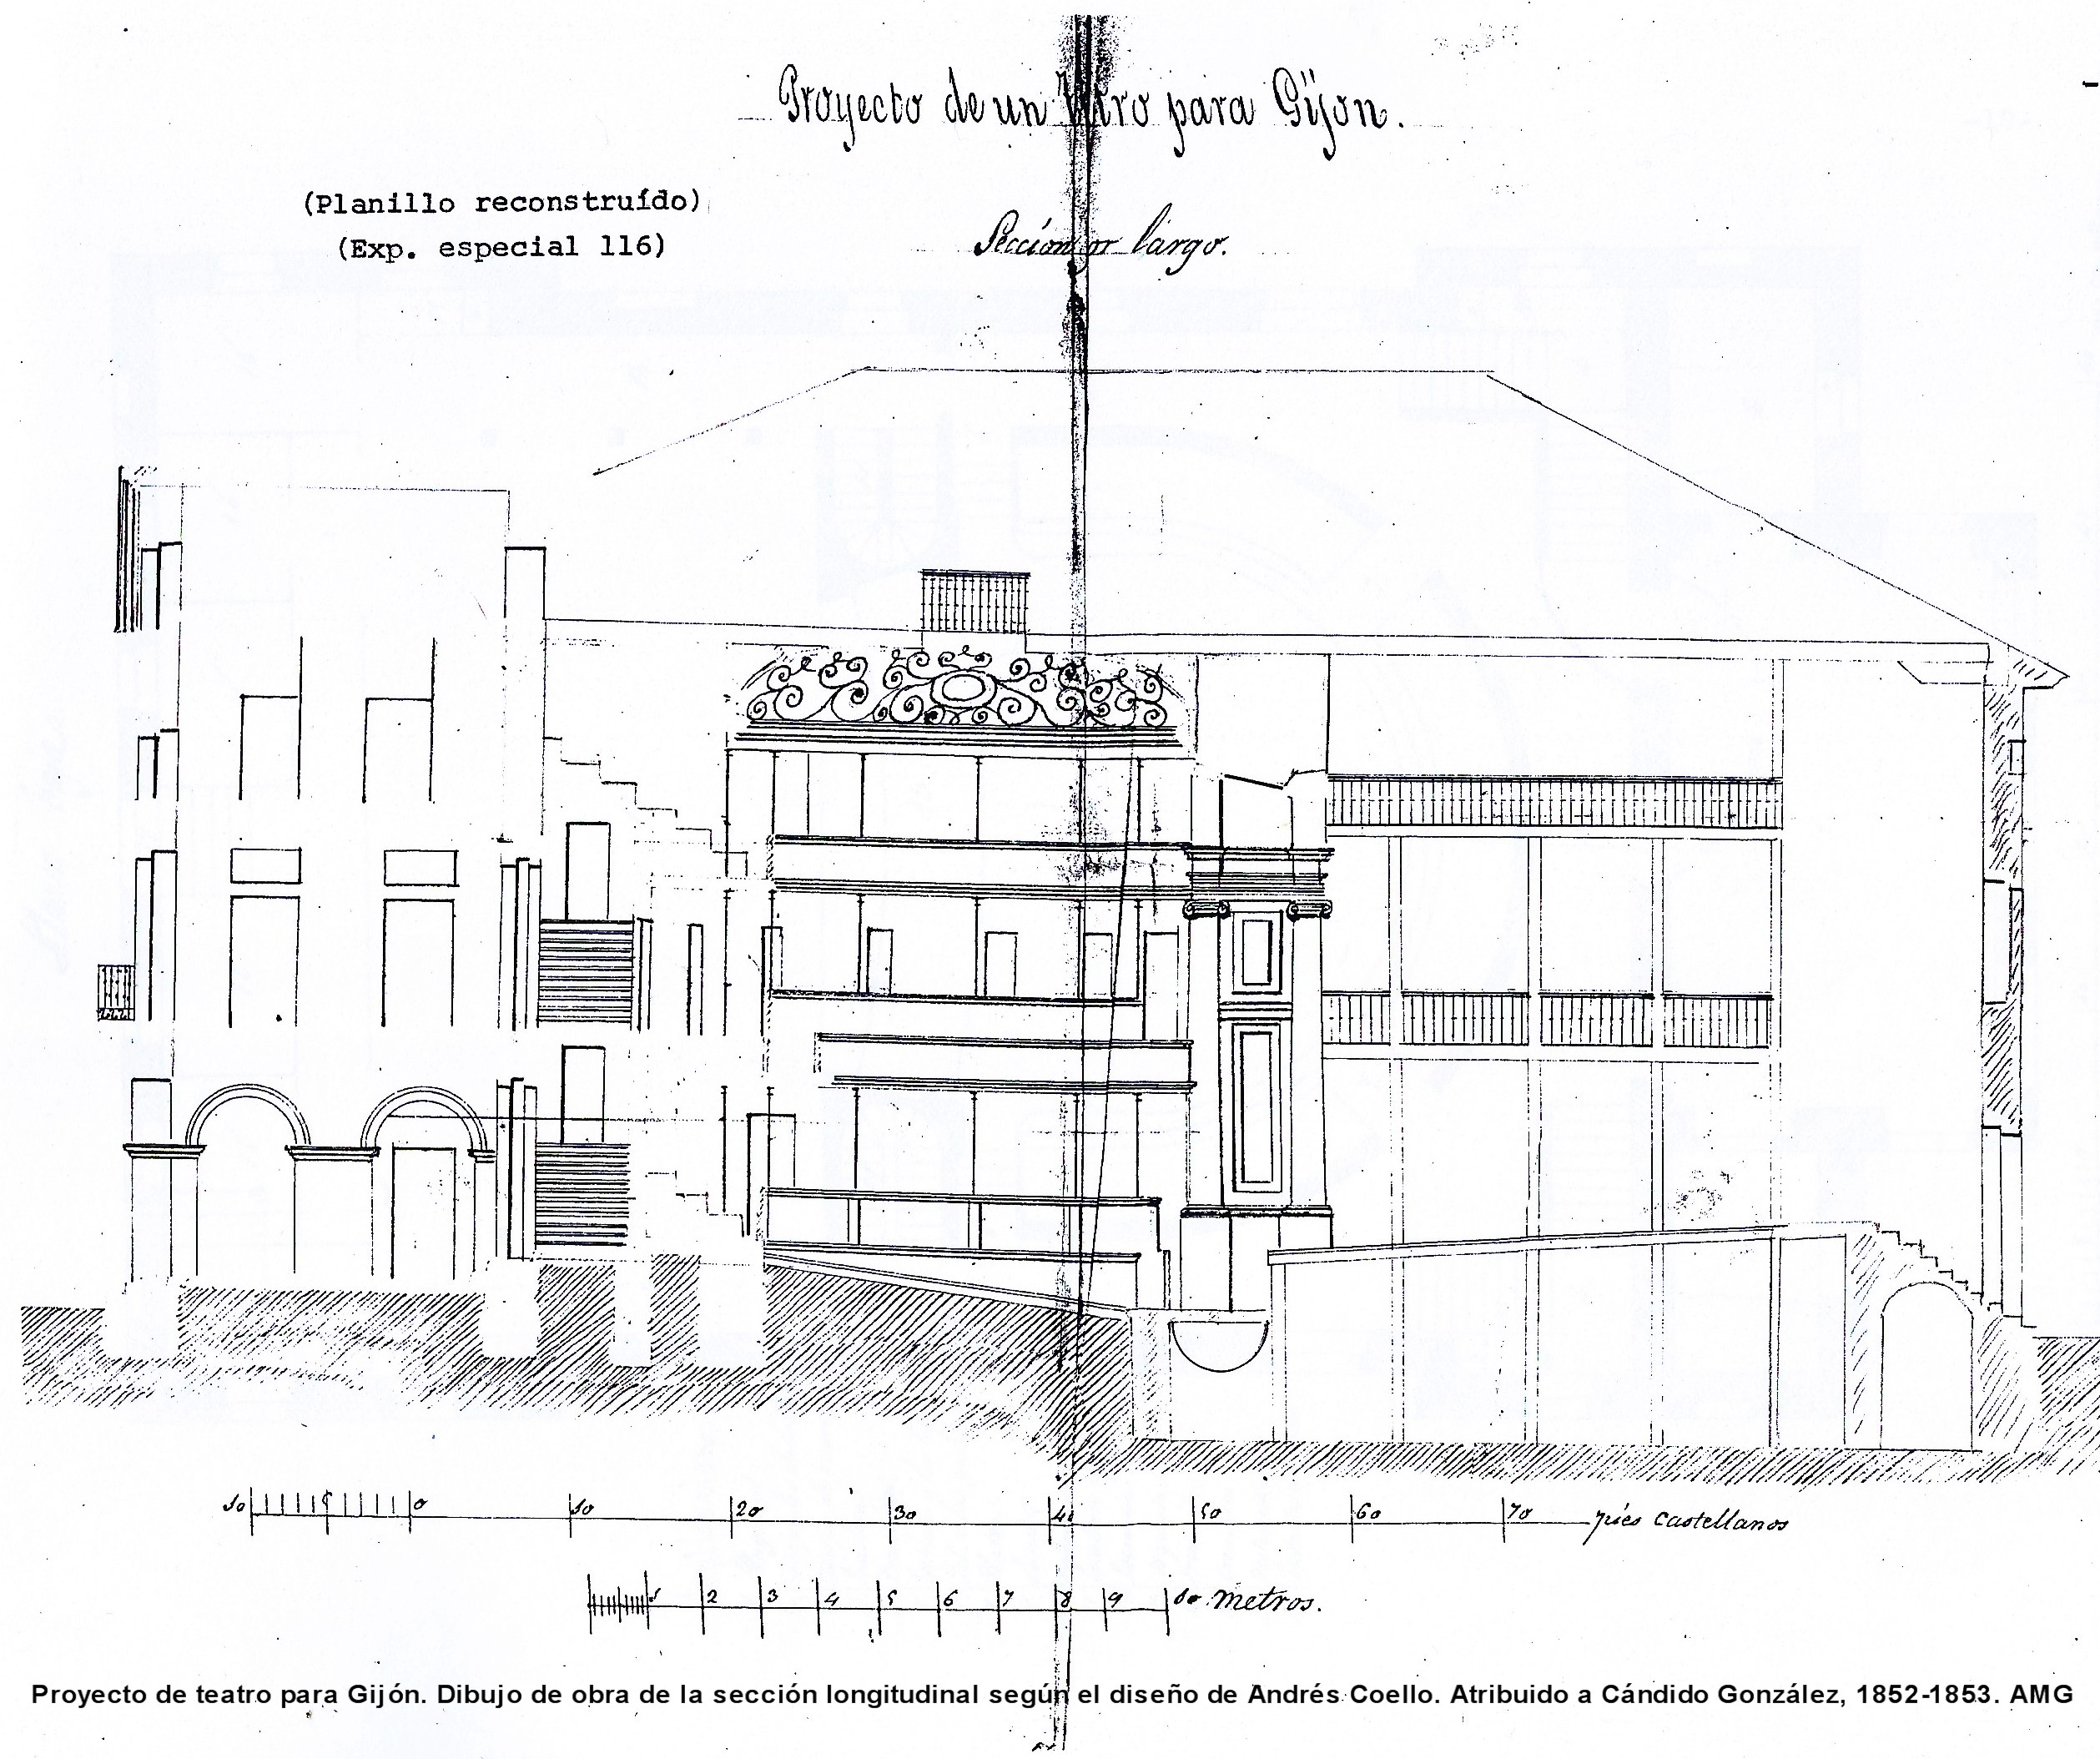 Proyecto de un para Gijon.
(Planillo reconstruído)
(Exp. especial 116)
Seccion largo.
10 5 0 10 20 30 40 50 60 70 pies castellanos
1 2 3 4 5 6 7 8 9 10 metros.
Proyecto de teatro para Gijón. Dibujo de obra de la sección longitudinal según el diseño de Andrés Coello. Atribuido a Cándido González, 1852-1853. AMG